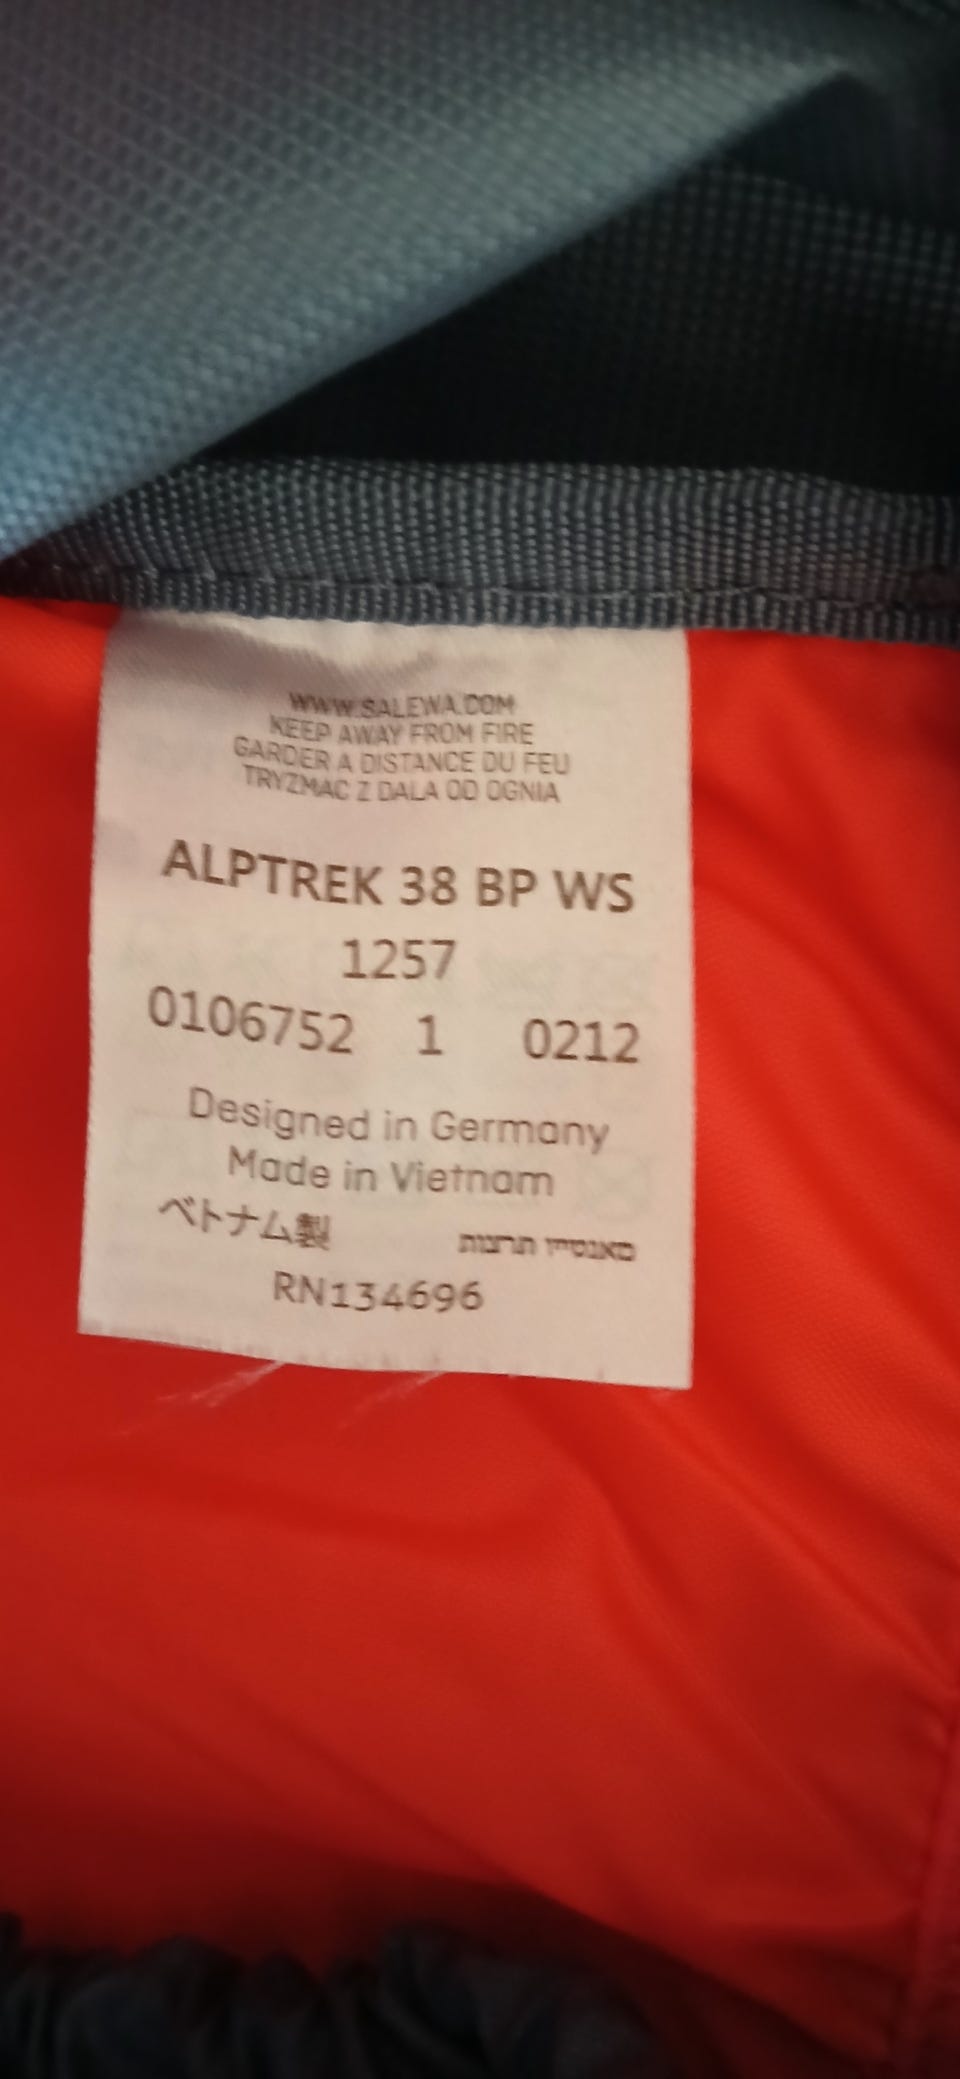 WWW.SALEWA.COM
KEEP AWAY FROM FIRE
GARDER A DISTANCE DU FEU
TRYZMAC Z DALA OD OGNIA
ALPTREK 38 BP WS
1257
0106752 1 0212
Designed in Germany
Made in Vietnam
ベトナム製
RN134696